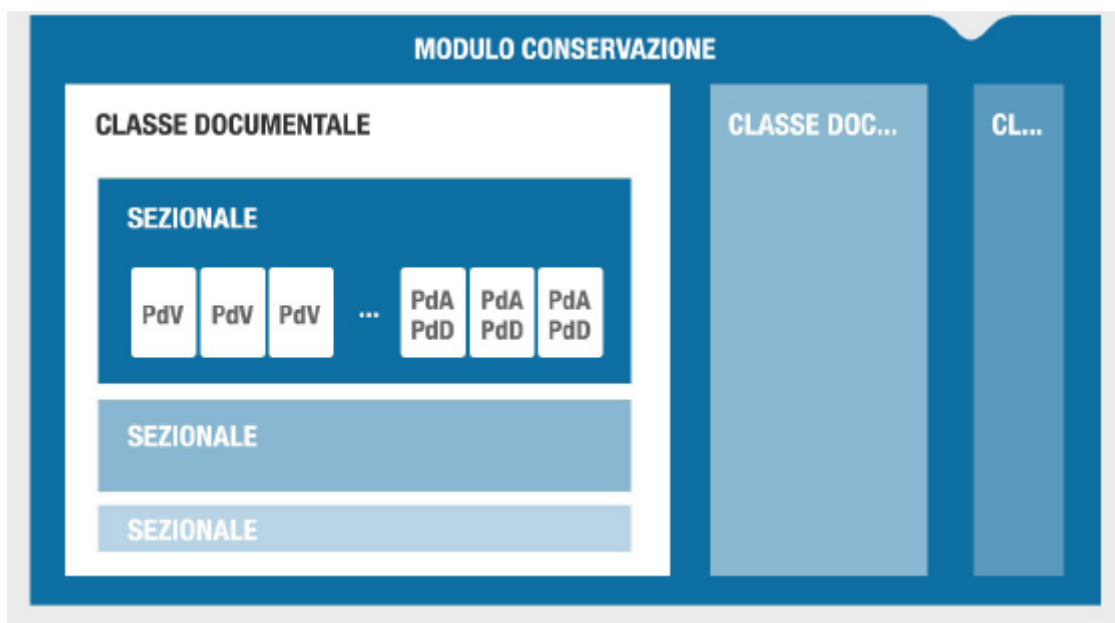 MODULO CONSERVAZIONE
CLASSE DOCUMENTALE
SEZIONALE
PdV PdV PdV ... PdA PdA PdA
PdD PdD PdD
SEZIONALE
SEZIONALE
CLASSE DOC...
CL...